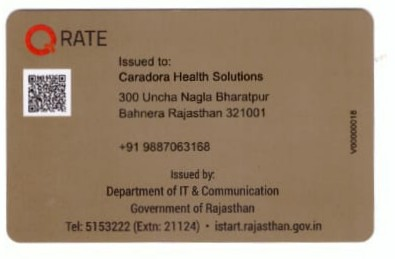 QRATE
Issued to:
Caradora Health Solutions
300 Uncha Nagla Bharatpur
Bahnera Rajasthan 321001
+91 9887063168
V00000018
Issued by:
Department of IT & Communication
Government of Rajasthan
Tel: 5153222 (Extn: 21124) • istart.rajasthan.gov.in